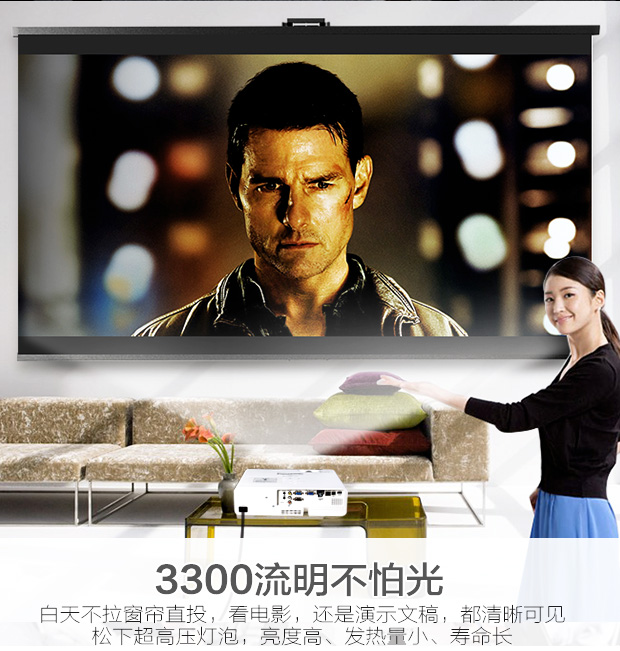 3300流明不怕光
白天不拉窗帘直投，看电影，还是演示文稿，都清晰可见
松下超高压灯泡，亮度高、发热量小、寿命长